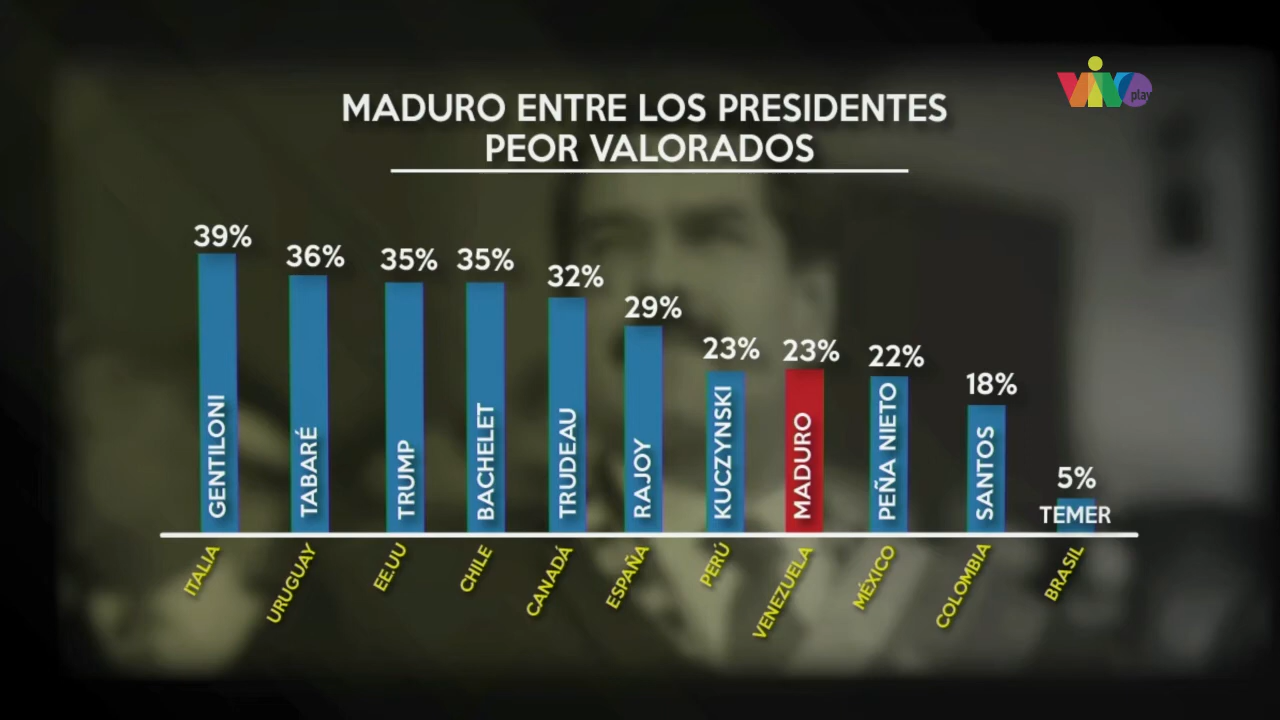 VIVO
play
MADURO ENTRE LOS PRESIDENTES
PEOR VALORADOS
39%
36%
35%
35%
32%
29%
23%
23%
22%
18%
5%
GENTILONI
TABARÉ
TRUMP
BACHELET
TRUDEAU
RAJOY
KUCZYNSKI
MADURO
PEÑA NIETO
SANTOS
TEMER
ITALIA
URUGUAY
EE.UU
CHILE
CANADÁ
ESPAÑA
PERÚ
VENEZUELA
MÉXICO
COLOMBIA
BRASIL